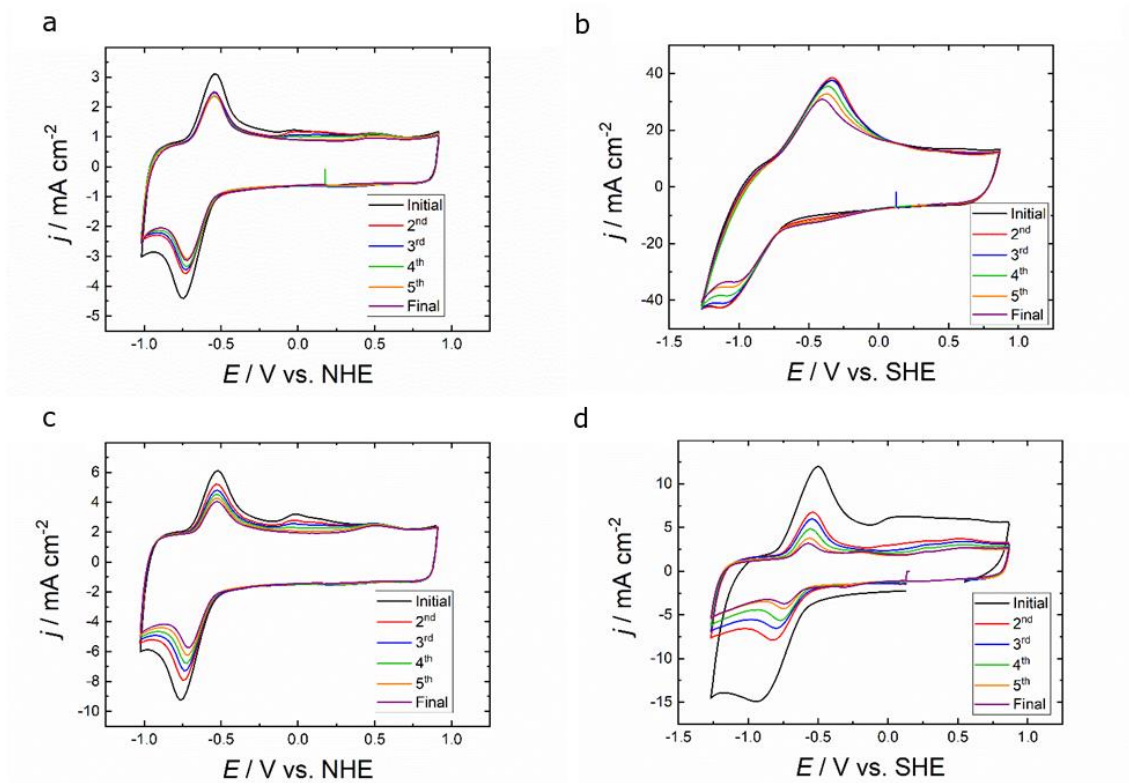 a
3
2
1
0
-1
-2
-3
-4
-5
j / mA cm⁻²
Initial
2ⁿᵈ
3ʳᵈ
4ᵗʰ
5ᵗʰ
Final
-1.0 -0.5 0.0 0.5 1.0
E / V vs. NHE
b
40
20
0
-20
-40
j / mA cm⁻²
Initial
2ⁿᵈ
3ʳᵈ
4ᵗʰ
5ᵗʰ
Final
-1.0 -0.5 0.0 0.5 1.0
E / V vs. SHE
c
6
4
2
0
-2
-4
-6
-8
-10
j / mA cm⁻²
Initial
2ⁿᵈ
3ʳᵈ
4ᵗʰ
5ᵗʰ
Final
-1.0 -0.5 0.0 0.5 1.0
E / V vs. NHE
d
10
5
0
-5
-10
-15
j / mA cm⁻²
Initial
2ⁿᵈ
3ʳᵈ
4ᵗʰ
5ᵗʰ
Final
-1.5 -1.0 -0.5 0.0 0.5 1.0
E / V vs. SHE